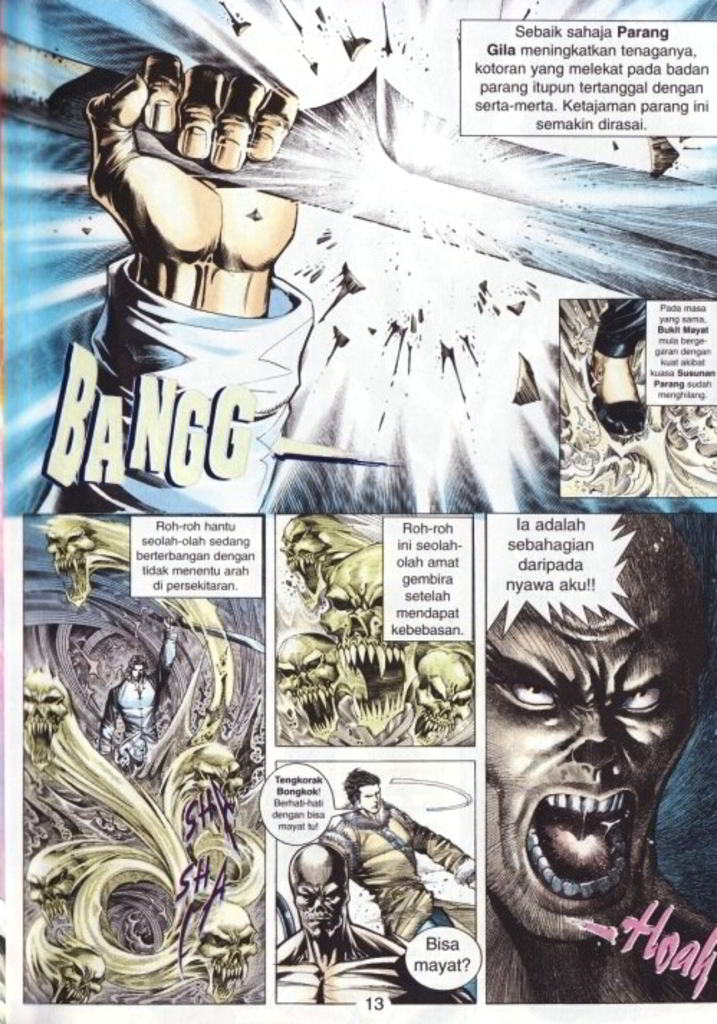 Sebaik sahaja Parang
Gila meningkatkan tenaganya,
kotoran yang melekat pada badan
parang itupun tertanggal dengan
serta-merta. Ketajaman parang ini
semakin dirasai.
BANGG
Pada masa
yang sama,
Bukit Mayat
mula berge-
garan dengan
kuat akibat
kuasa Susunan
Parang sudah
menghilang.
Roh-roh hantu
seolah-olah sedang
berterbangan dengan
tidak menentu arah
di persekitaran.
SHA
SHA
Roh-roh
ini seolah-
olah amat
gembira
setelah
mendapat
kebebasan.
Tengkorak
Bongkok!
Berhati-hati
dengan bisa
mayat tu!
Bisa
mayat?
Ia adalah
sebahagian
daripada
nyawa aku!!
Hoah
13